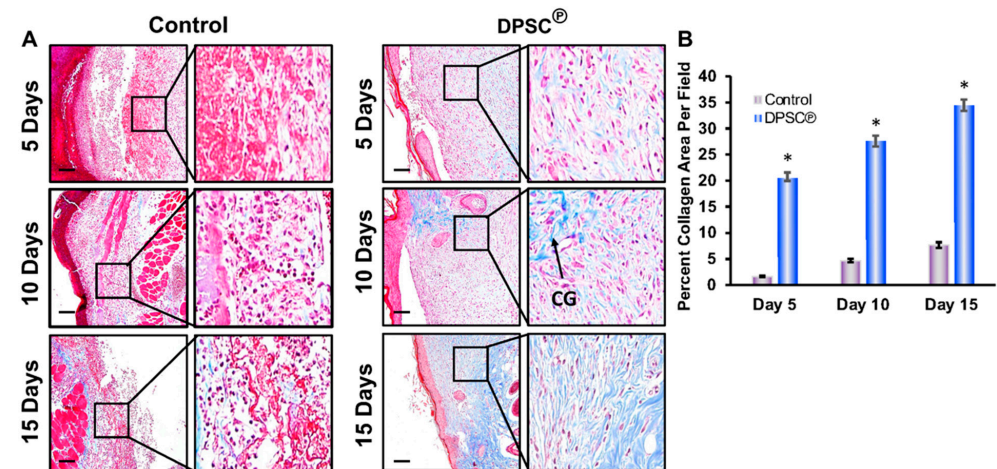 A
Control
DPSC℗
B
5 Days
10 Days
15 Days
5 Days
10 Days
15 Days
CG
Percent Collagen Area Per Field
40
35
30
25
20
15
10
5
0
Control
DPSC℗
*
*
*
Day 5
Day 10
Day 15